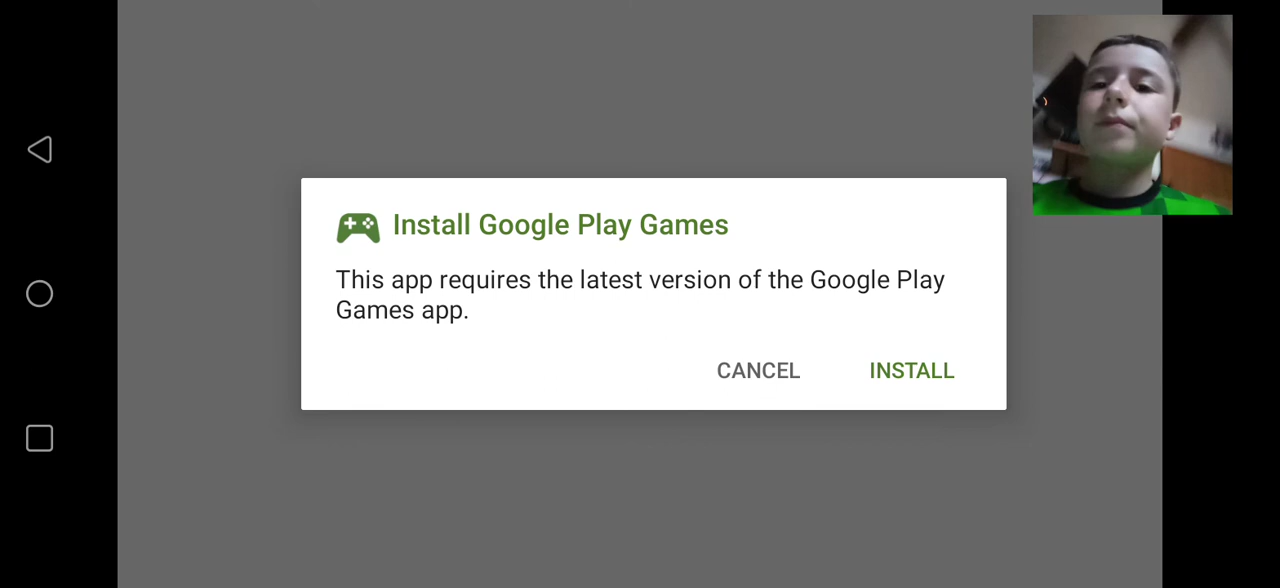 Install Google Play Games
This app requires the latest version of the Google Play
Games app.
CANCEL INSTALL